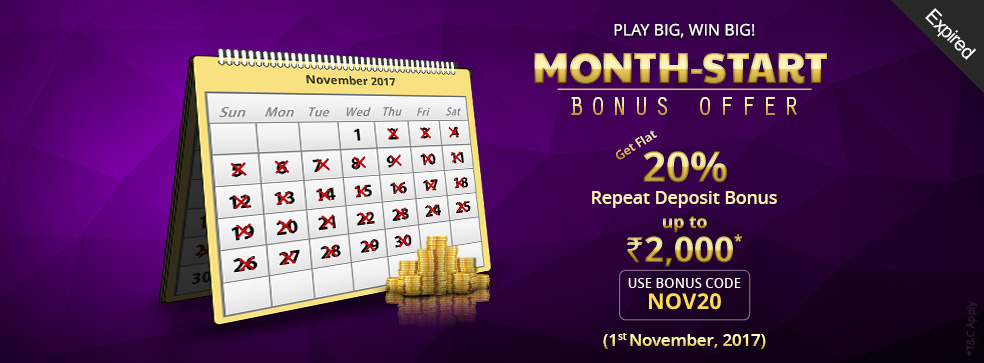 PLAY BIG, WIN BIG!
MONTH-START
BONUS OFFER
Get Flat
20%
Repeat Deposit Bonus
up to
₹2,000*
USE BONUS CODE
NOV20
(1st November, 2017)
Expired
*T&C Apply
November 2017
Sun Mon Tue Wed Thu Fri Sat
1 2 3 4
5 6 7 8 9 10 11
12 13 14 15 16 17 18
19 20 21 22 23 24 25
26 27 28 29 30
30